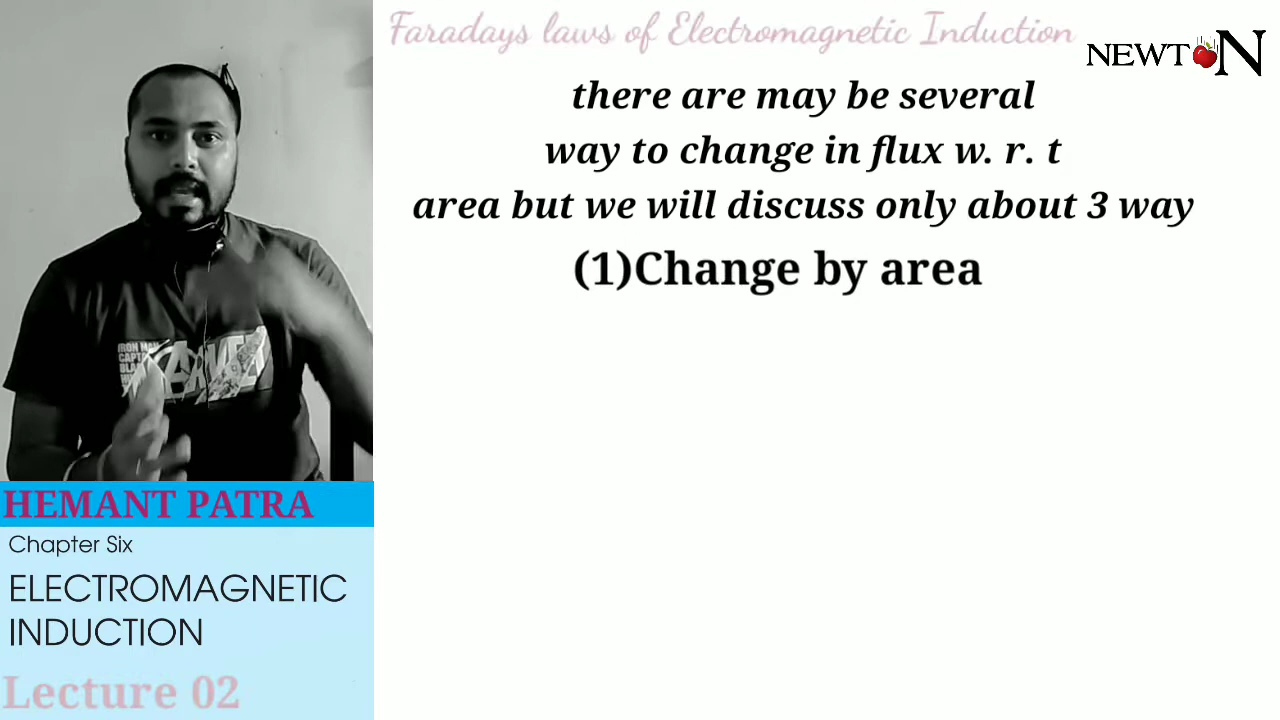 Faradays laws of Electromagnetic Induction
NEWTON
there are may be several
way to change in flux w. r. t
area but we will discuss only about 3 way
(1)Change by area
HEMANT PATRA
Chapter Six
ELECTROMAGNETIC
INDUCTION
Lecture 02